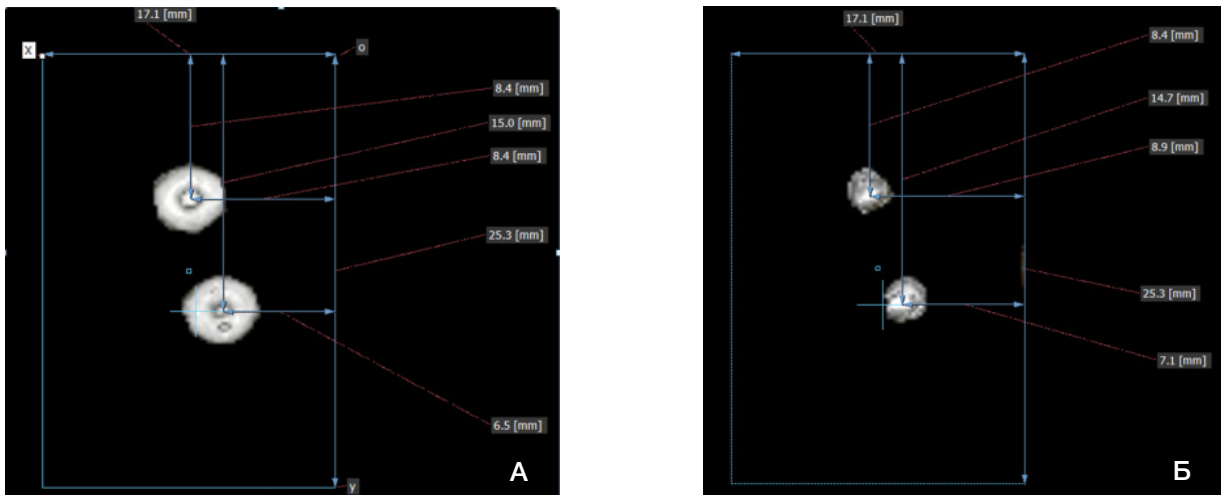 17.1 [mm]
X
o
8.4 [mm]
15.0 [mm]
8.4 [mm]
25.3 [mm]
6.5 [mm]
y
А
17.1 [mm]
8.4 [mm]
14.7 [mm]
8.9 [mm]
25.3 [mm]
7.1 [mm]
Б